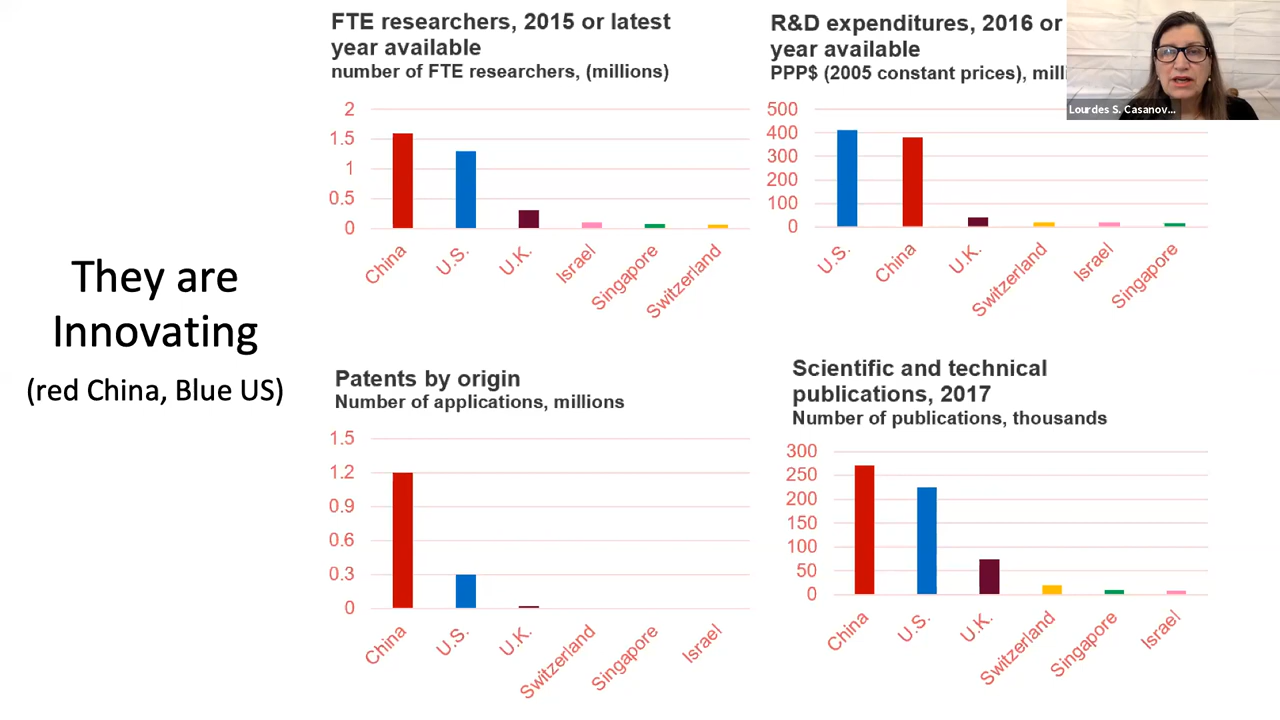 They are
Innovating
(red China, Blue US)
FTE researchers, 2015 or latest
year available
number of FTE researchers, (millions)
2
1.5
1
0.5
0
China
U.S.
U.K.
Israel
Singapore
Switzerland
R&D expenditures, 2016 or
year available
PPP$ (2005 constant prices),
500
400
300
200
100
0
U.S.
China
U.K.
Switzerland
Israel
Singapore
Lourdes S. Casanov...
Patents by origin
Number of applications, millions
1.5
1.2
0.9
0.6
0.3
0
China
U.S.
U.K.
Switzerland
Singapore
Israel
Scientific and technical
publications, 2017
Number of publications, thousands
300
250
200
150
100
50
0
China
U.S.
U.K.
Switzerland
Singapore
Israel